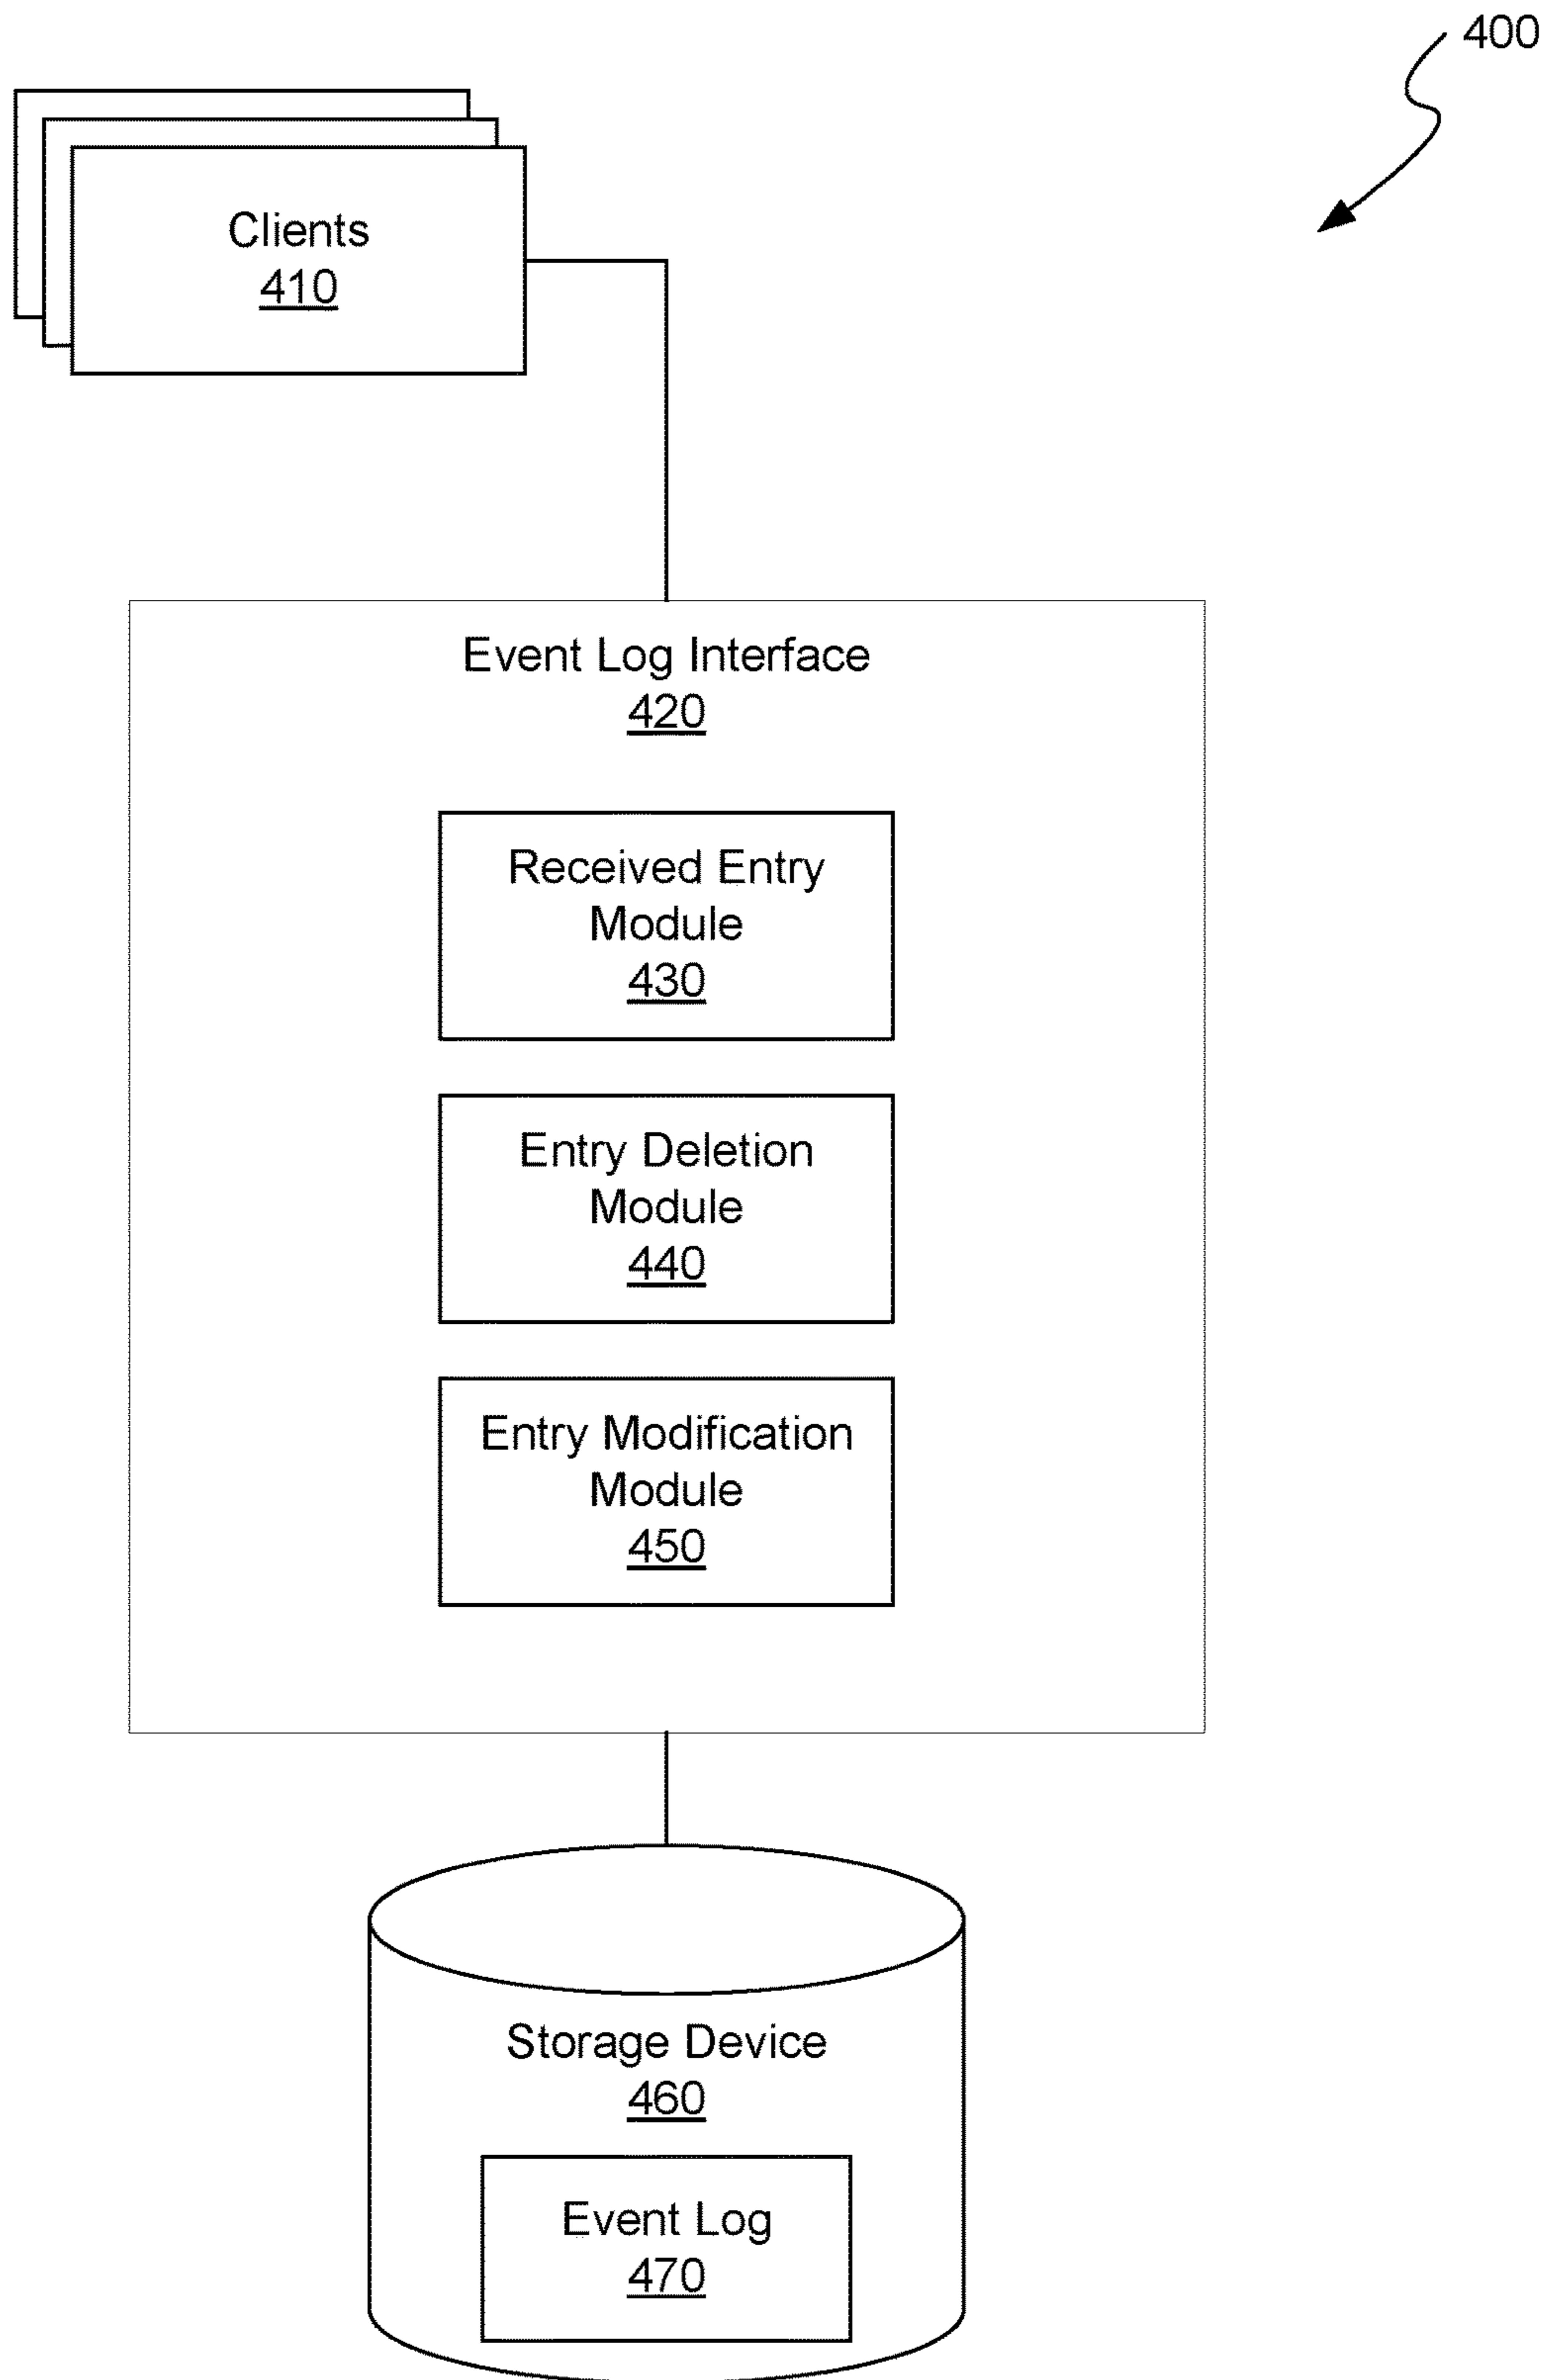 400
Clients
410
Event Log Interface
420
Received Entry
Module
430
Entry Deletion
Module
440
Entry Modification
Module
450
Storage Device
460
Event Log
470